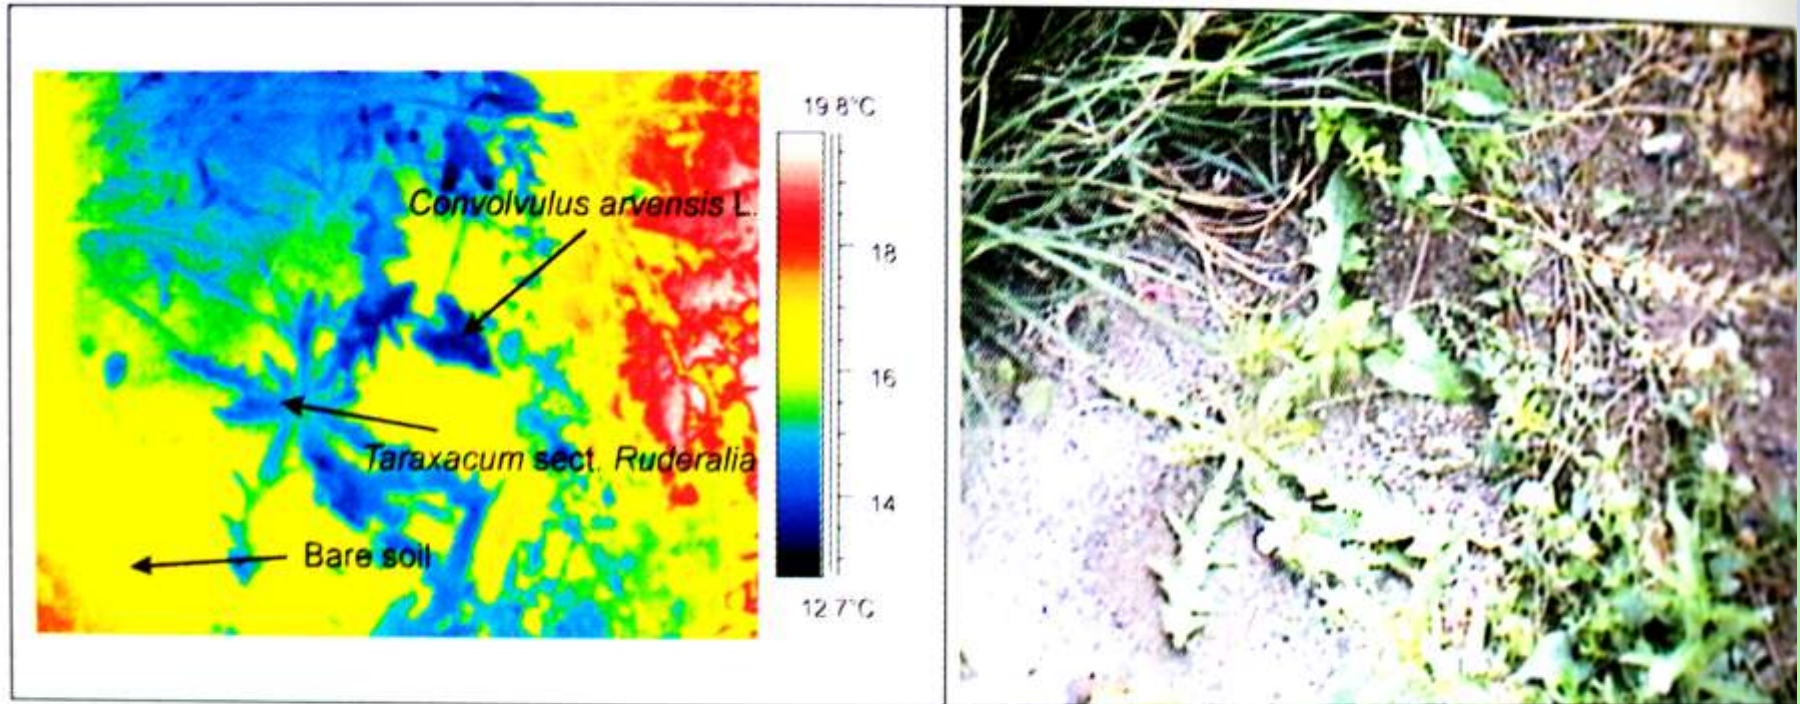 19.8°C
Convolvulus arvensis L.
18
16
Taraxacum sect. Ruderalia
14
Bare soil
12.7°C